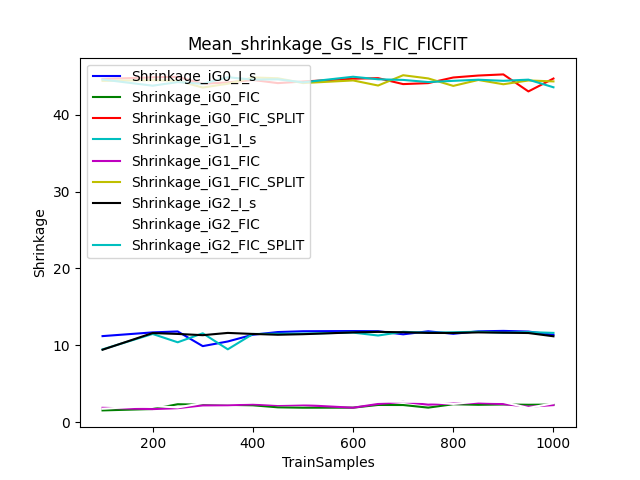 Mean_shrinkage_Gs_Is_FIC_FICFIT
Shrinkage
40
30
20
10
0
Shrinkage_iG0_I_s
Shrinkage_iG0_FIC
Shrinkage_iG0_FIC_SPLIT
Shrinkage_iG1_I_s
Shrinkage_iG1_FIC
Shrinkage_iG1_FIC_SPLIT
Shrinkage_iG2_I_s
Shrinkage_iG2_FIC
Shrinkage_iG2_FIC_SPLIT
200 400 600 800 1000
TrainSamples